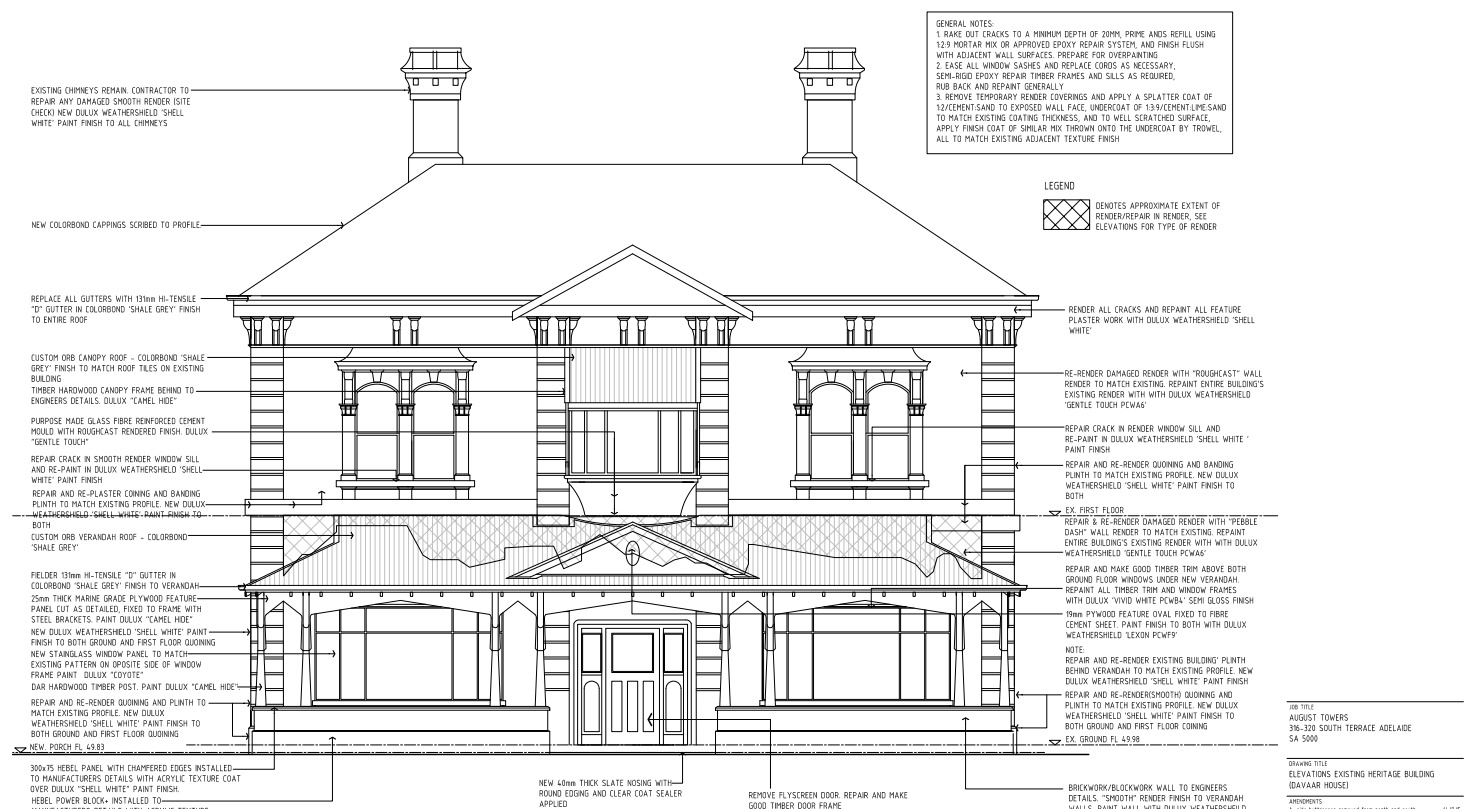 GENERAL NOTES:
1. RAKE OUT CRACKS TO A MINIMUM DEPTH OF 20MM, PRIME ANDS REFILL USING
1:2:9 MORTAR MIX OR APPROVED EPOXY REPAIR SYSTEM, AND FINISH FLUSH
WITH ADJACENT WALL SURFACES. PREPARE FOR OVERPAINTING
2. EASE ALL WINDOW SASHES AND REPLACE CORDS AS NECESSARY,
SEMI-RIGID EPOXY REPAIR TIMBER FRAMES AND SILLS AS REQUIRED,
RUB BACK AND REPAINT GENERALLY
3. REMOVE TEMPORARY RENDER COVERINGS AND APPLY A SPLATTER COAT OF
1:2/CEMENT:SAND TO EXPOSED WALL FACE, UNDERCOAT OF 1:3:9/CEMENT:LIME:SAND
TO MATCH EXISTING COATING THICKNESS, AND TO WELL SCRATCHED SURFACE,
APPLY FINISH COAT OF SIMILAR MIX THROWN ONTO THE UNDERCOAT BY TROWEL,
ALL TO MATCH EXISTING ADJACENT TEXTURE FINISH
LEGEND
DENOTES APPROXIMATE EXTENT OF
RENDER/REPAIR IN RENDER, SEE
ELEVATIONS FOR TYPE OF RENDER
EXISTING CHIMNEYS REMAIN. CONTRACTOR TO
REPAIR ANY DAMAGED SMOOTH RENDER (SITE
CHECK) NEW DULUX WEATHERSHIELD 'SHELL
WHITE' PAINT FINISH TO ALL CHIMNEYS
NEW COLORBOND CAPPINGS SCRIBED TO PROFILE
REPLACE ALL GUTTERS WITH 131mm HI-TENSILE
"D" GUTTER IN COLORBOND 'SHALE GREY' FINISH
TO ENTIRE ROOF
CUSTOM ORB CANOPY ROOF - COLORBOND 'SHALE
GREY' FINISH TO MATCH ROOF TILES ON EXISTING
BUILDING
TIMBER HARDWOOD CANOPY FRAME BEHIND TO
ENGINEERS DETAILS. DULUX "CAMEL HIDE"
PURPOSE MADE GLASS FIBRE REINFORCED CEMENT
MOULD WITH ROUGHCAST RENDERED FINISH. DULUX
"GENTLE TOUCH"
REPAIR CRACK IN SMOOTH RENDER WINDOW SILL
AND RE-PAINT IN DULUX WEATHERSHIELD 'SHELL
WHITE' PAINT FINISH
REPAIR AND RE-PLASTER COINING AND BANDING
PLINTH TO MATCH EXISTING PROFILE. NEW DULUX
WEATHERSHIELD 'SHELL WHITE' PAINT FINISH TO
BOTH
CUSTOM ORB VERANDAH ROOF - COLORBOND
'SHALE GREY'
FIELDER 131mm HI-TENSILE "D" GUTTER IN
COLORBOND 'SHALE GREY' FINISH TO VERANDAH
25mm THICK MARINE GRADE PLYWOOD FEATURE
PANEL CUT AS DETAILED, FIXED TO FRAME WITH
STEEL BRACKETS. PAINT DULUX "CAMEL HIDE"
NEW DULUX WEATHERSHIELD 'SHELL WHITE' PAINT
FINISH TO BOTH GROUND AND FIRST FLOOR QUOINING
NEW STAINGLASS WINDOW PANEL TO MATCH
EXISTING PATTERN ON OPOSITE SIDE OF WINDOW
FRAME PAINT DULUX "COYOTE"
DAR HARDWOOD TIMBER POST. PAINT DULUX "CAMEL HIDE"
REPAIR AND RE-RENDER QUOINING AND PLINTH TO
MATCH EXISTING PROFILE. NEW DULUX
WEATHERSHIELD 'SHELL WHITE' PAINT FINISH TO
BOTH GROUND AND FIRST FLOOR QUOINING
NEW. PORCH FL 49.83
300x75 HEBEL PANEL WITH CHAMFERED EDGES INSTALLED
TO MANUFACTURERS DETAILS WITH ACRYLIC TEXTURE COAT
OVER DULUX "SHELL WHITE" PAINT FINISH.
HEBEL POWER BLOCK+ INSTALLED TO
MANUFACTURERS DETAILS WITH ACRYLIC TEXTURE
NEW 40mm THICK SLATE NOSING WITH
ROUND EDGING AND CLEAR COAT SEALER
APPLIED
REMOVE FLYSCREEN DOOR. REPAIR AND MAKE
GOOD TIMBER DOOR FRAME
RENDER ALL CRACKS AND REPAINT ALL FEATURE
PLASTER WORK WITH DULUX WEATHERSHIELD 'SHELL
WHITE'
RE-RENDER DAMAGED RENDER WITH "ROUGHCAST" WALL
RENDER TO MATCH EXISTING. REPAINT ENTIRE BUILDING'S
EXISTING RENDER WITH WITH DULUX WEATHERSHIELD
'GENTLE TOUCH PCWA6'
REPAIR CRACK IN RENDER WINDOW SILL AND
RE-PAINT IN DULUX WEATHERSHIELD 'SHELL WHITE '
PAINT FINISH
REPAIR AND RE-RENDER QUOINING AND BANDING
PLINTH TO MATCH EXISTING PROFILE. NEW DULUX
WEATHERSHIELD 'SHELL WHITE' PAINT FINISH TO
BOTH
EX. FIRST FLOOR
REPAIR & RE-RENDER DAMAGED RENDER WITH "PEBBLE
DASH" WALL RENDER TO MATCH EXISTING. REPAINT
ENTIRE BUILDING'S EXISTING RENDER WITH WITH DULUX
WEATHERSHIELD 'GENTLE TOUCH PCWA6'
REPAIR AND MAKE GOOD TIMBER TRIM ABOVE BOTH
GROUND FLOOR WINDOWS UNDER NEW VERANDAH.
REPAINT ALL TIMBER TRIM AND WINDOW FRAMES
WITH DULUX 'VIVID WHITE PCWB4' SEMI GLOSS FINISH
19mm PYWOOD FEATURE OVAL FIXED TO FIBRE
CEMENT SHEET. PAINT FINISH TO BOTH WITH DULUX
WEATHERSHIELD 'LEXON PCWF9'
NOTE:
REPAIR AND RE-RENDER EXISTING BUILDING' PLINTH
BEHIND VERANDAH TO MATCH EXISTING PROFILE. NEW
DULUX WEATHERSHIELD 'SHELL WHITE' PAINT FINISH
REPAIR AND RE-RENDER(SMOOTH) QUOINING AND
PLINTH TO MATCH EXISTING PROFILE. NEW DULUX
WEATHERSHIELD 'SHELL WHITE' PAINT FINISH TO
BOTH GROUND AND FIRST FLOOR COINING
EX. GROUND FL 49.98
BRICKWORK/BLOCKWORK WALL TO ENGINEERS
DETAILS. "SMOOTH" RENDER FINISH TO VERANDAH
WALLS. PAINT WALL WITH DULUX WEATHERSHIELD
JOB TITLE
AUGUST TOWERS
316-320 SOUTH TERRACE ADELAIDE
SA 5000
DRAWING TITLE
ELEVATIONS EXISTING HERITAGE BUILDING
(DAVAAR HOUSE)
AMENDMENTS